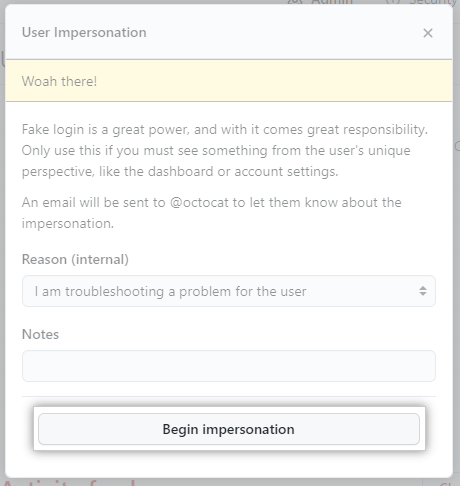 Admin
Security
User Impersonation
Woah there!
Fake login is a great power, and with it comes great responsibility.
Only use this if you must see something from the user's unique
perspective, like the dashboard or account settings.
An email will be sent to @octocat to let them know about the
impersonation.
Reason (internal)
I am troubleshooting a problem for the user
Notes
Begin impersonation